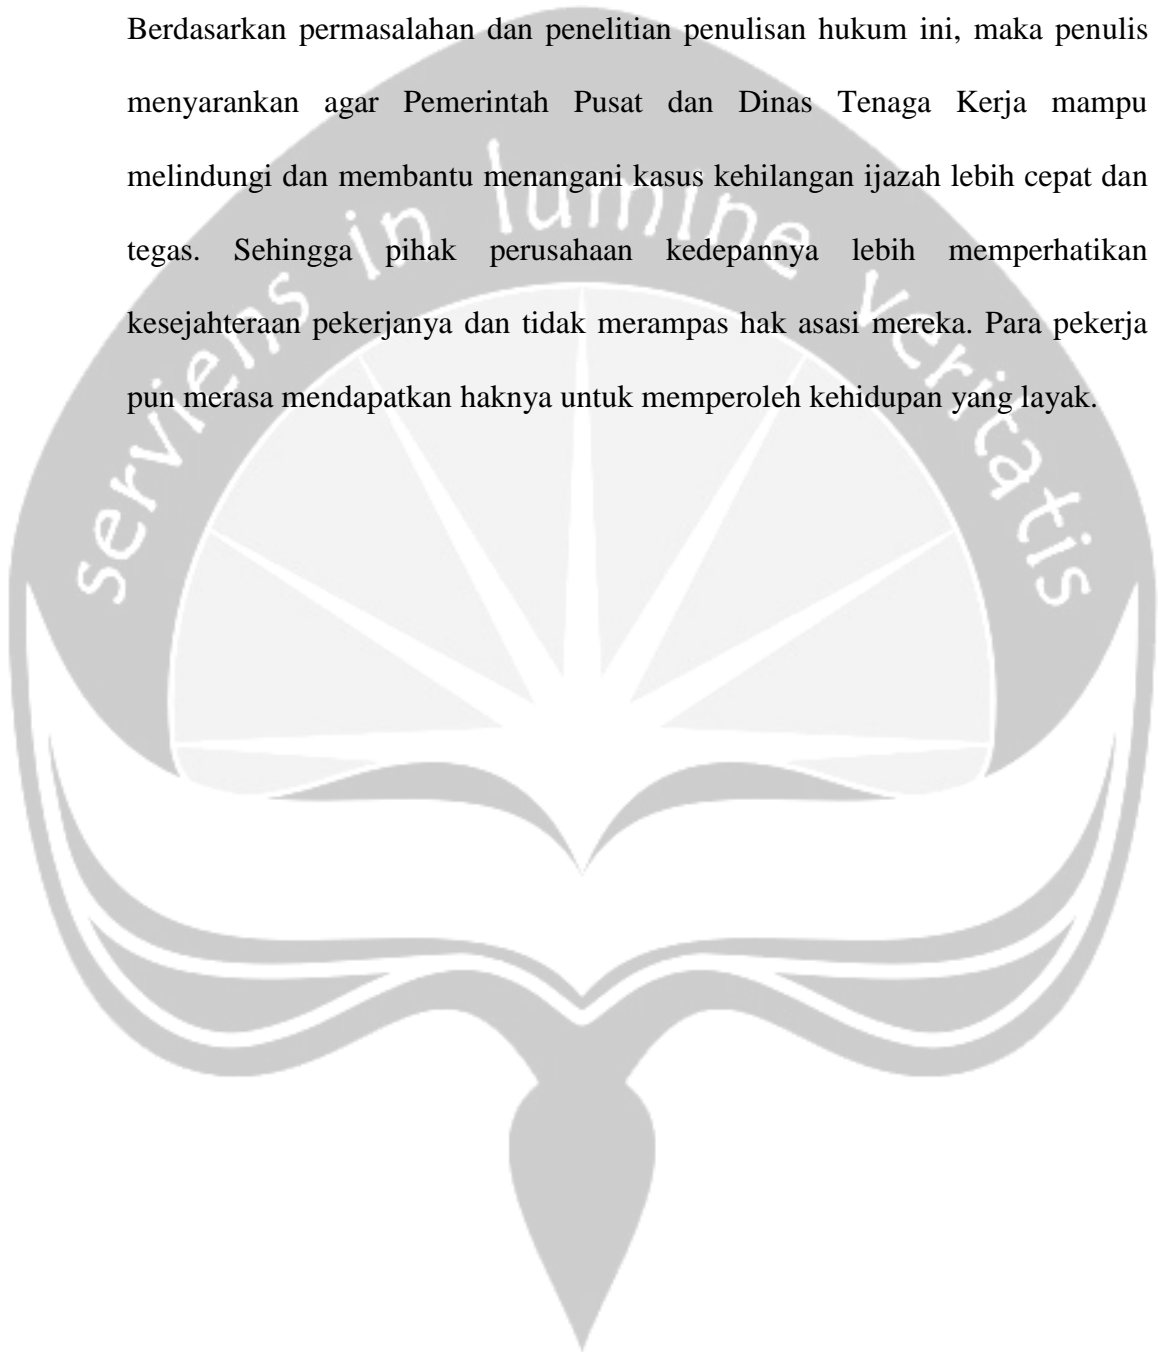 Berdasarkan permasalahan dan penelitian penulisan hukum ini, maka penulis
menyarankan agar Pemerintah Pusat dan Dinas Tenaga Kerja mampu
melindungi dan membantu menangani kasus kehilangan ijazah lebih cepat dan
tegas. Sehingga pihak perusahaan kedepannya lebih memperhatikan
kesejahteraan pekerjanya dan tidak merampas hak asasi mereka. Para pekerja
pun merasa mendapatkan haknya untuk memperoleh kehidupan yang layak.
serviens in lumine veritatis